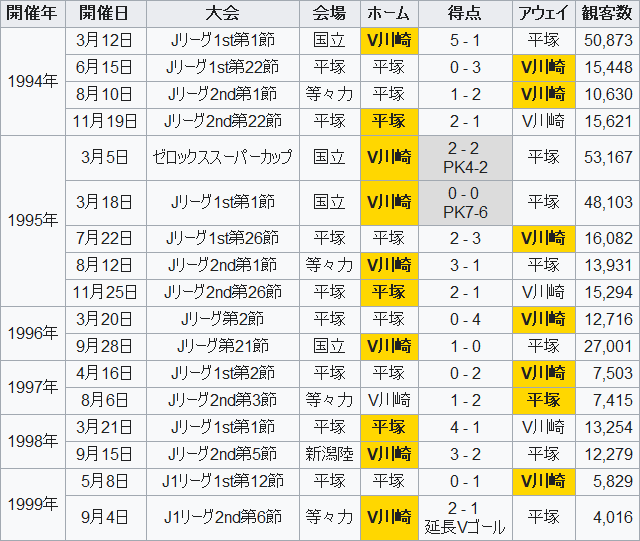 開催年 開催日 大会 会場 ホーム 得点 アウェイ 観客数
1994年 3月12日 Jリーグ1st第1節 国立 V川崎 5 - 1 平塚 50,873
6月15日 Jリーグ1st第22節 平塚 平塚 0 - 3 V川崎 15,448
8月10日 Jリーグ2nd第1節 等々力 平塚 1 - 2 V川崎 10,630
11月19日 Jリーグ2nd第22節 平塚 平塚 2 - 1 V川崎 15,621
1995年 3月5日 ゼロックススーパーカップ 国立 V川崎 2 - 2 平塚 53,167
PK4-2
3月18日 Jリーグ1st第1節 国立 V川崎 0 - 0 平塚 48,103
PK7-6
7月22日 Jリーグ1st第26節 平塚 平塚 2 - 3 V川崎 16,082
8月12日 Jリーグ2nd第1節 等々力 V川崎 3 - 1 平塚 13,931
11月25日 Jリーグ2nd第26節 平塚 平塚 2 - 1 V川崎 15,294
1996年 3月20日 Jリーグ第2節 平塚 平塚 0 - 4 V川崎 12,716
9月28日 Jリーグ第21節 国立 V川崎 1 - 0 平塚 27,001
1997年 4月16日 Jリーグ1st第2節 平塚 平塚 0 - 2 V川崎 7,503
8月6日 Jリーグ2nd第3節 等々力 V川崎 1 - 2 平塚 7,415
1998年 3月21日 Jリーグ1st第1節 平塚 平塚 4 - 1 V川崎 13,254
9月15日 Jリーグ2nd第5節 新潟陸 V川崎 3 - 2 平塚 12,279
1999年 5月8日 J1リーグ1st第12節 平塚 平塚 0 - 1 V川崎 5,829
9月4日 J1リーグ2nd第6節 等々力 V川崎 2 - 1 平塚 4,016
延長Vゴール